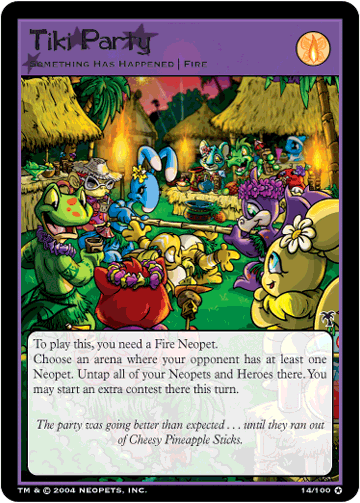 Tiki Party
Something Has Happened | Fire
To play this, you need a Fire Neopet.
Choose an arena where your opponent has at least one
Neopet. Untap all of your Neopets and Heroes there. You
may start an extra contest there this turn.
The party was going better than expected . . . until they ran out
of Cheesy Pineapple Sticks.
TM & © 2004 NEOPETS, INC.
14/100